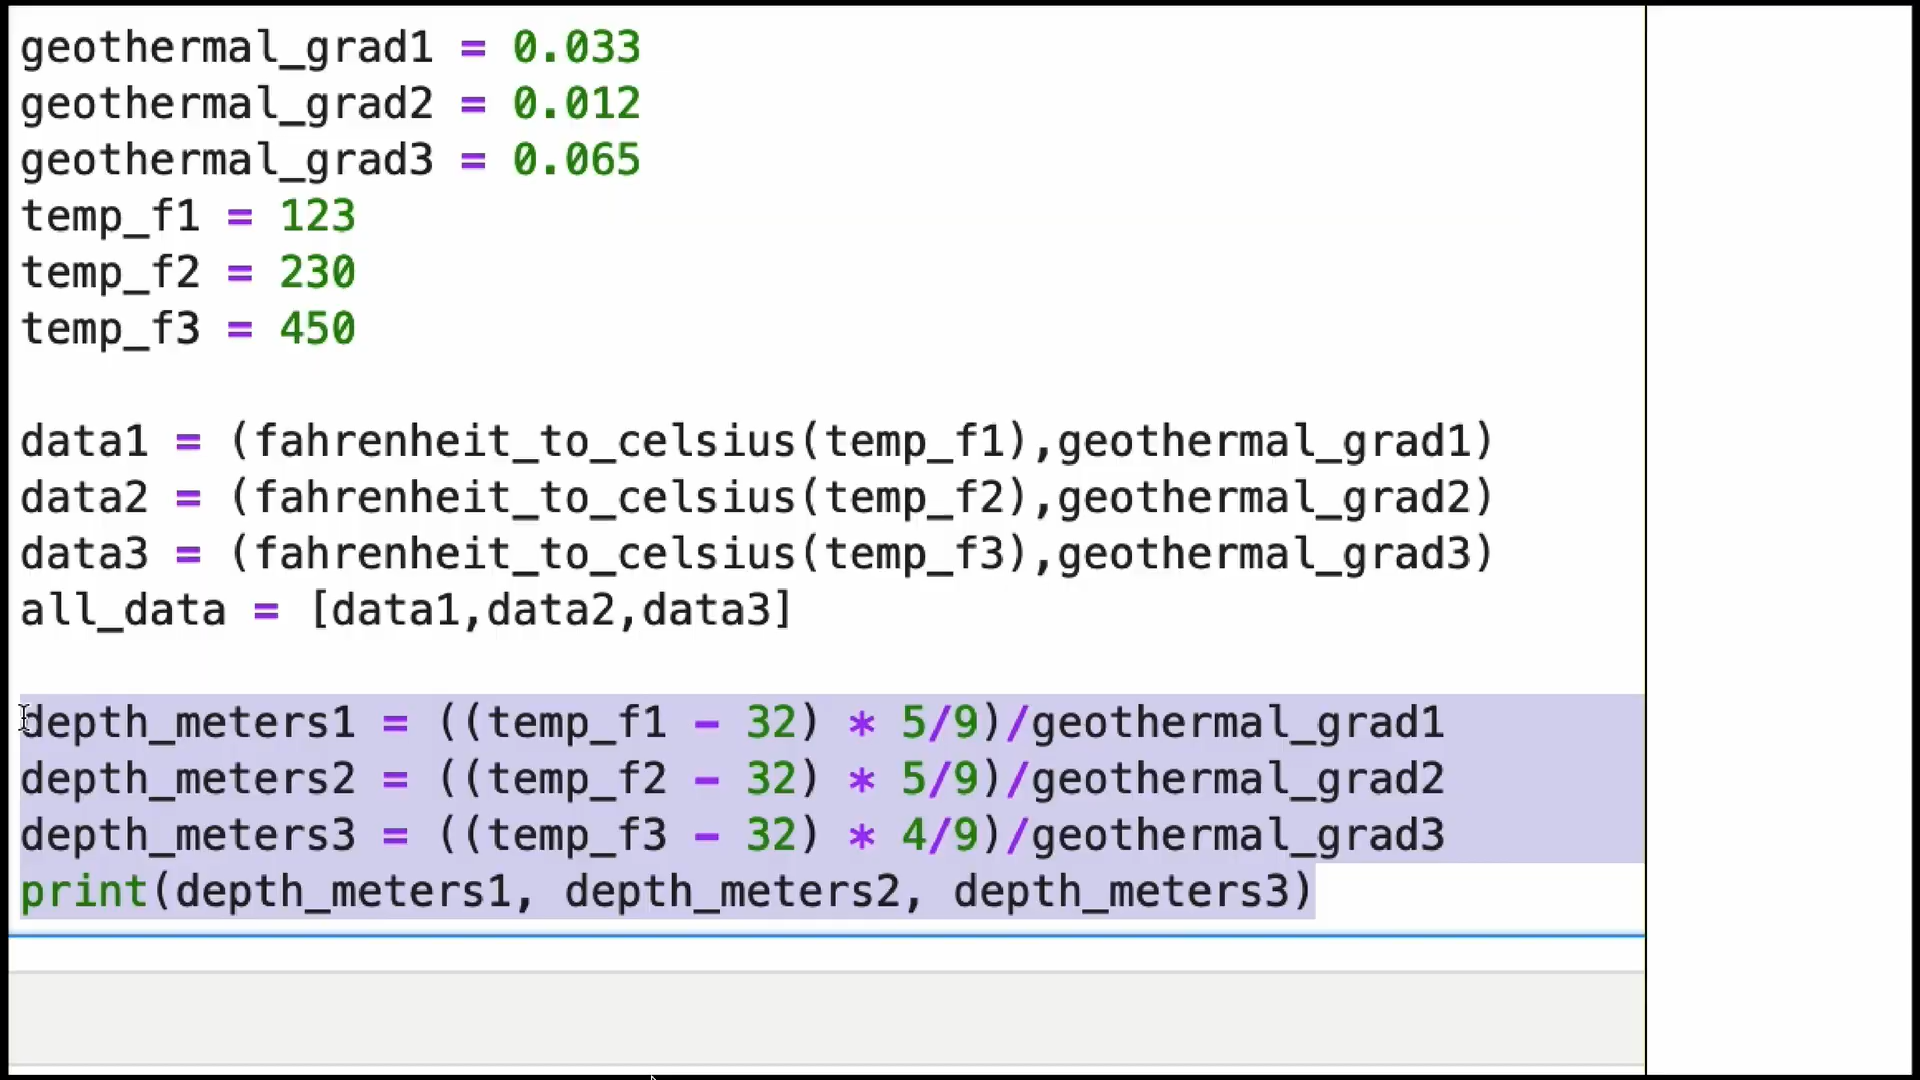 geothermal_grad1 = 0.033
geothermal_grad2 = 0.012
geothermal_grad3 = 0.065
temp_f1 = 123
temp_f2 = 230
temp_f3 = 450
data1 = (fahrenheit_to_celsius(temp_f1),geothermal_grad1)
data2 = (fahrenheit_to_celsius(temp_f2),geothermal_grad2)
data3 = (fahrenheit_to_celsius(temp_f3),geothermal_grad3)
all_data = [data1,data2,data3]
depth_meters1 = ((temp_f1 - 32) * 5/9)/geothermal_grad1
depth_meters2 = ((temp_f2 - 32) * 5/9)/geothermal_grad2
depth_meters3 = ((temp_f3 - 32) * 4/9)/geothermal_grad3
print(depth_meters1, depth_meters2, depth_meters3)